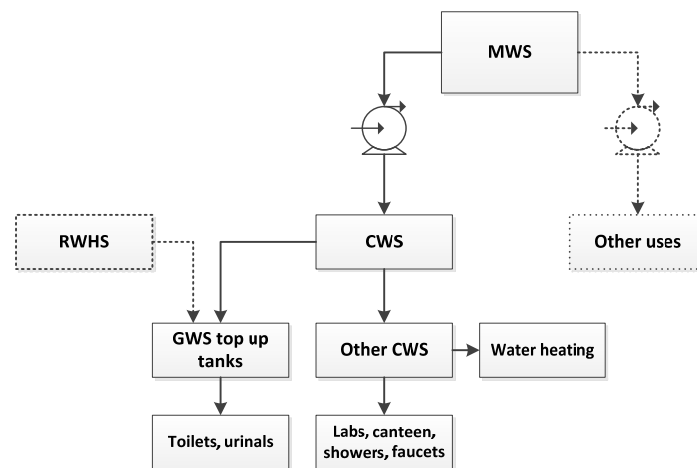 MWS
RWHS
CWS
Other uses
GWS top up
tanks
Other CWS
Water heating
Toilets, urinals
Labs, canteen,
showers, faucets